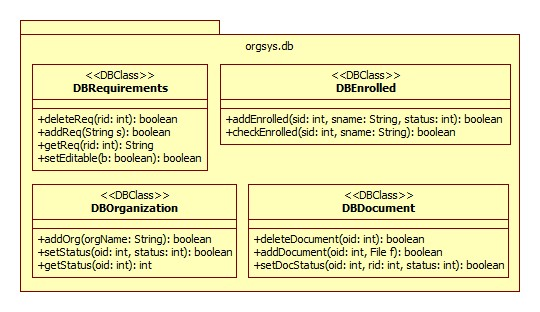 orgsys.db
<<DBClass>>
DBRequirements
+deleteReq(rid: int): boolean
+addReq(String s): boolean
+getReq(rid: int): String
+setEditable(b: boolean): boolean
<<DBClass>>
DBEnrolled
+addEnrolled(sid: int, sname: String, status: int): boolean
+checkEnrolled(sid: int, sname: String): boolean
<<DBClass>>
DBOrganization
+addOrg(orgName: String): boolean
+setStatus(oid: int, status: int): boolean
+getStatus(oid: int): int
<<DBClass>>
DBDocument
+deleteDocument(oid: int): boolean
+addDocument(oid: int, File f): boolean
+setDocStatus(oid: int, rid: int, status: int): boolean